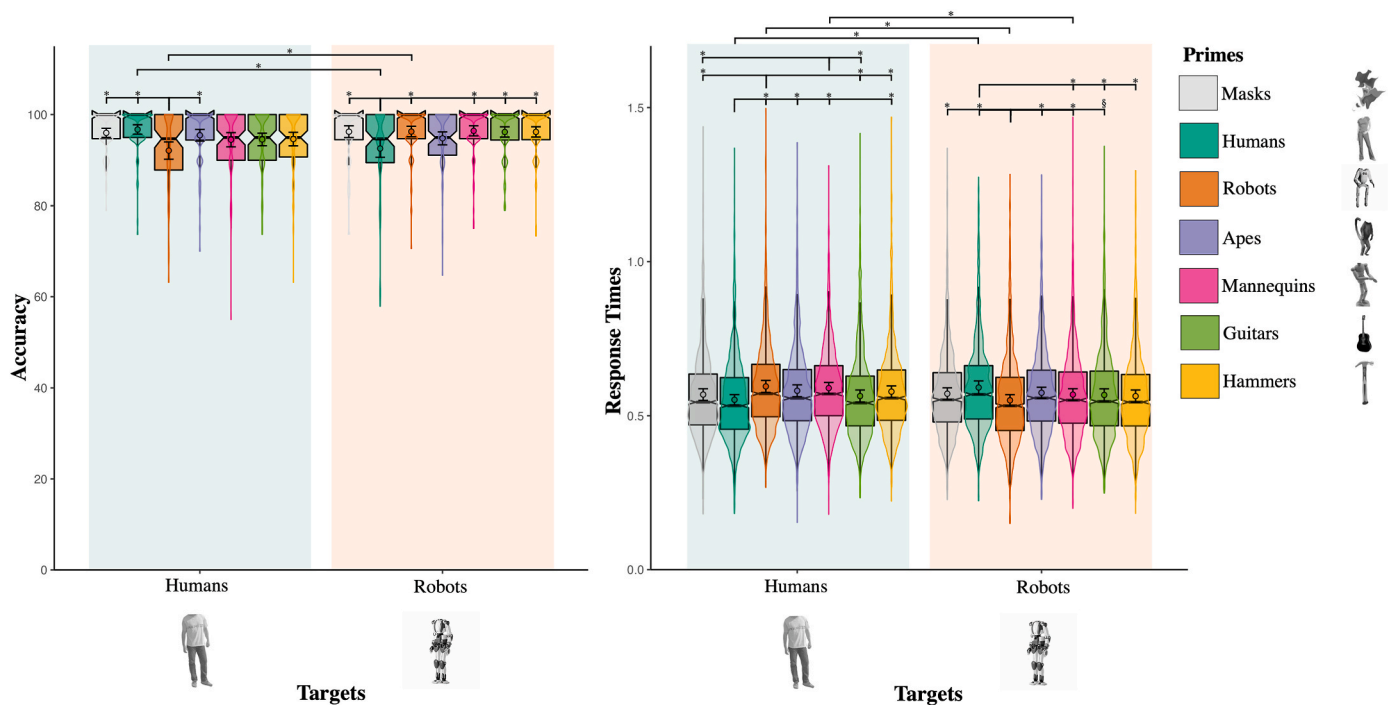 Accuracy
100
80
60
40
20
0
* * *
*
*
* * * * *
Humans
Robots
Targets
Response Times
1.5
1.0
0.5
0.0
*
*
*
* *
* * *
* * * *
* * *
* * * * * §
Humans
Robots
Targets
Primes
Masks
Humans
Robots
Apes
Mannequins
Guitars
Hammers